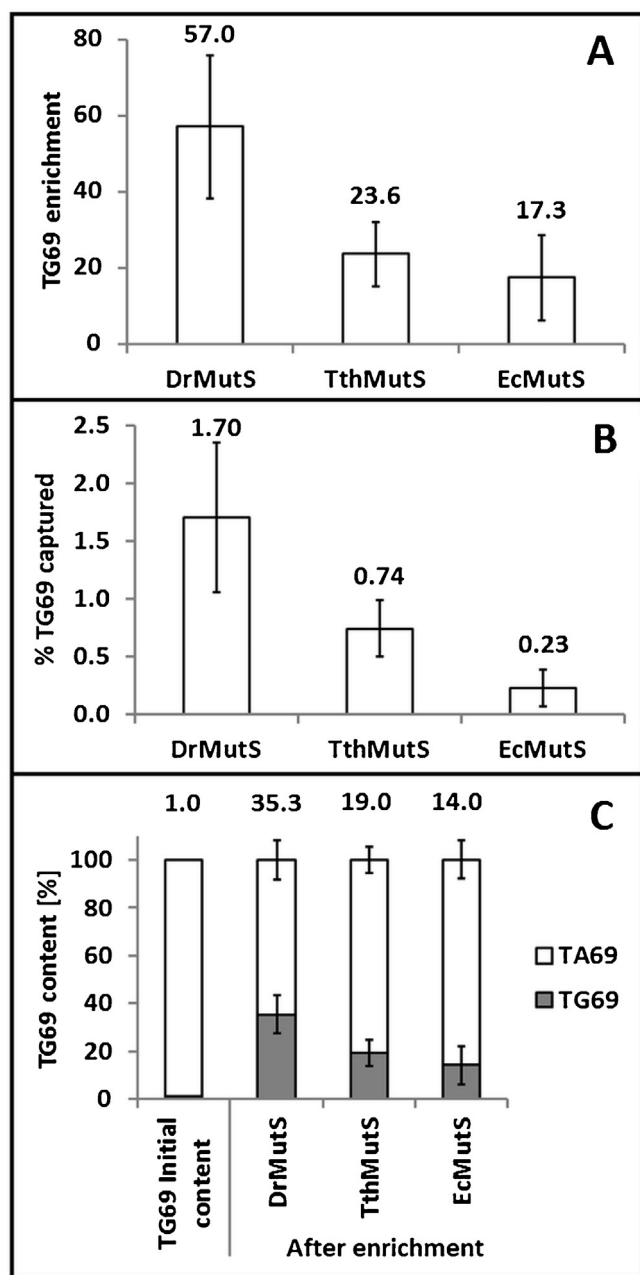 A
TG69 enrichment
80
60
40
20
0
57.0
23.6
17.3
DrMutS TthMutS EcMutS
B
% TG69 captured
2.5
2.0
1.5
1.0
0.5
0.0
1.70
0.74
0.23
DrMutS TthMutS EcMutS
C
1.0 35.3 19.0 14.0
TG69 content [%]
100
80
60
40
20
0
TA69
TG69
TG69 Initial
content
DrMutS
TthMutS
EcMutS
After enrichment